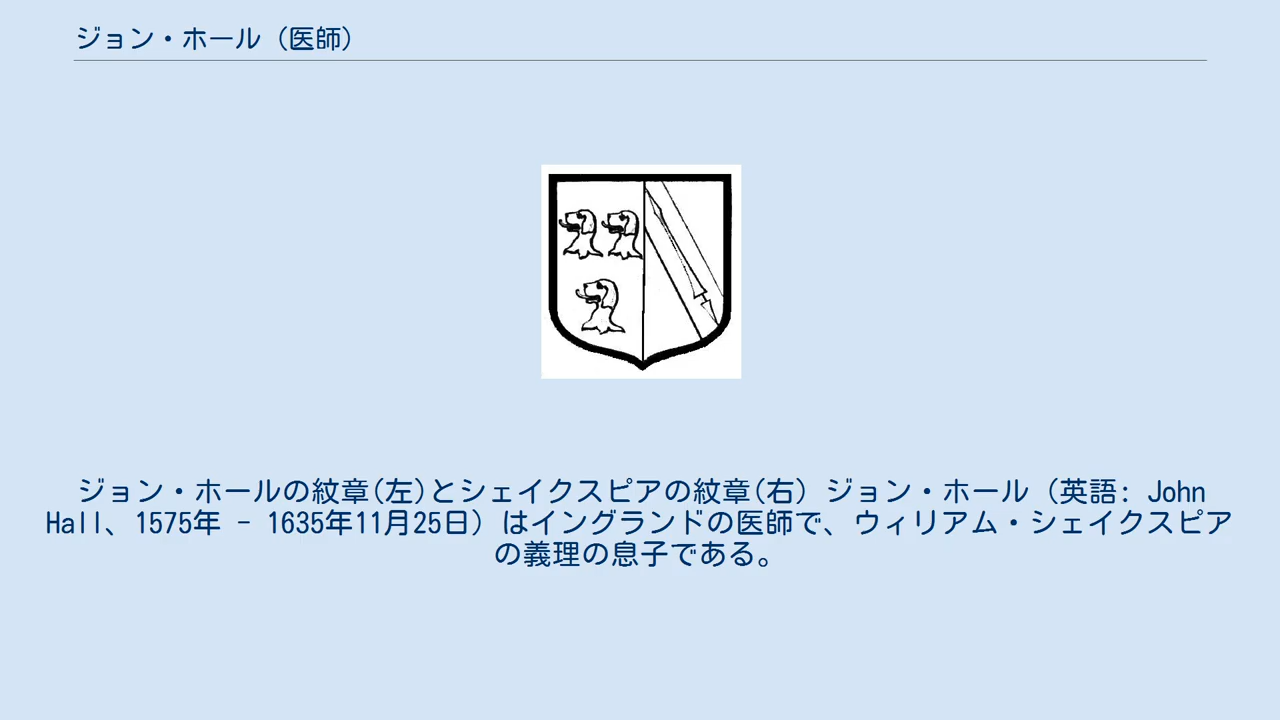 ジョン・ホール (医師)
ジョン・ホールの紋章(左)とシェイクスピアの紋章(右) ジョン・ホール (英語: John
Hall、1575年 - 1635年11月25日) はイングランドの医師で、ウィリアム・シェイクスピア
の義理の息子である。